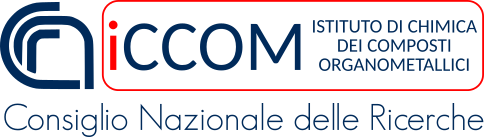 iCCOM
ISTITUTO DI CHIMICA
DEI COMPOSTI
ORGANOMETALLICI
Consiglio Nazionale delle Ricerche